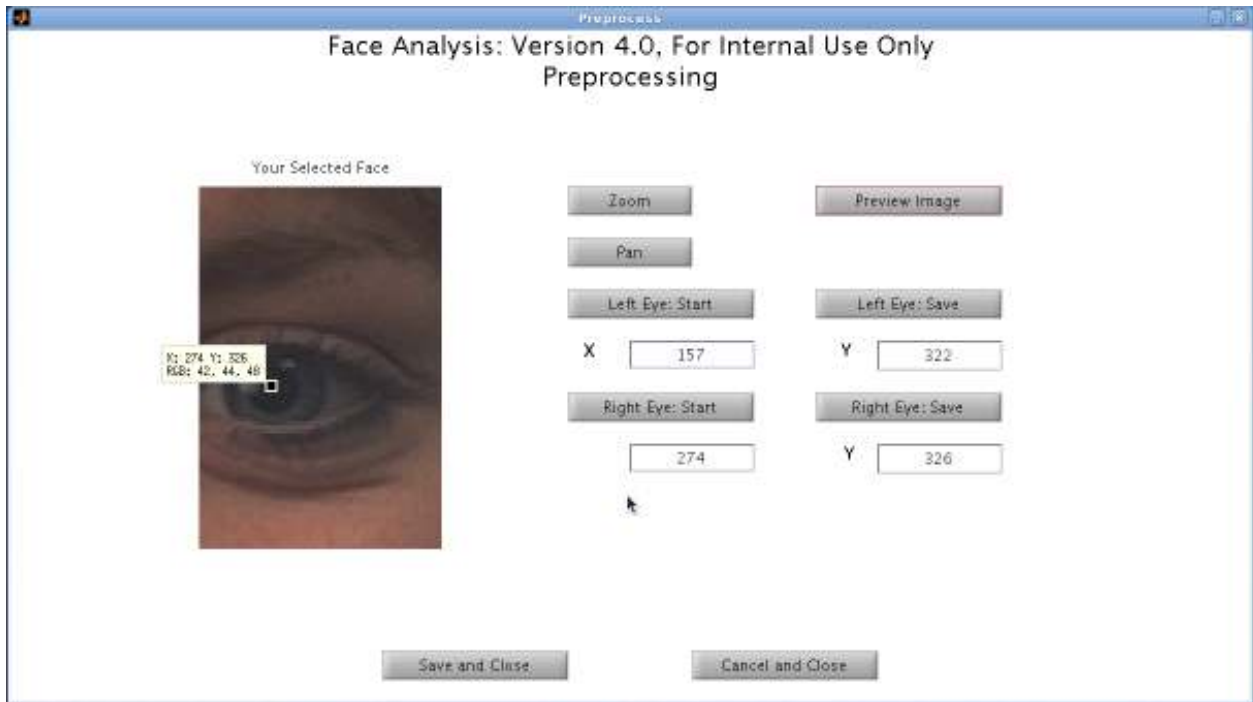 Preprocess
Face Analysis: Version 4.0, For Internal Use Only
Preprocessing
Your Selected Face
Zoom
Preview Image
Pan
Left Eye: Start
Left Eye: Save
X
157
Y
322
X: 274 Y: 326
RGB: 42, 44, 48
Right Eye: Start
Right Eye: Save
274
Y
326
Save and Close
Cancel and Close